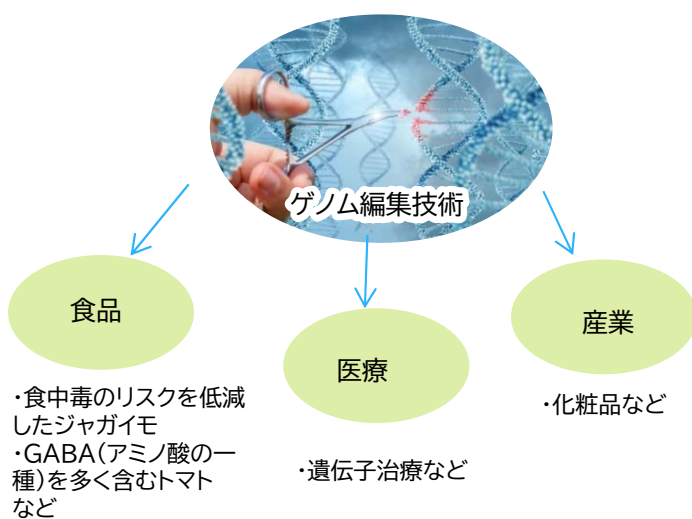 ゲノム編集技術
食品
・食中毒のリスクを低減
したジャガイモ
・GABA(アミノ酸の一
種)を多く含むトマト
など
医療
・遺伝子治療など
産業
・化粧品など